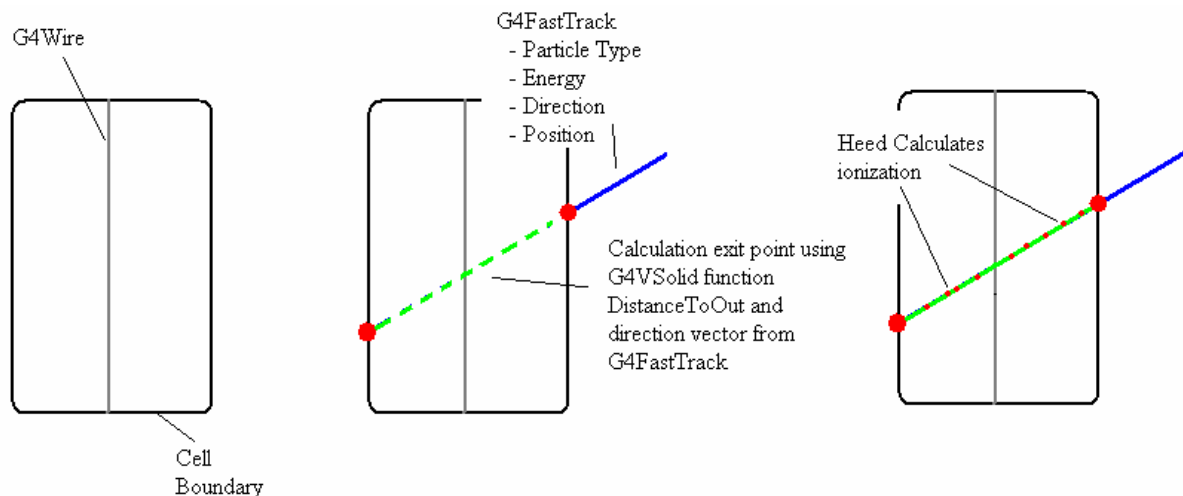 G4Wire
Cell
Boundary
G4FastTrack
- Particle Type
- Energy
- Direction
- Position
Calculation exit point using
G4VSolid function
DistanceToOut and
direction vector from
G4FastTrack
Heed Calculates
ionization